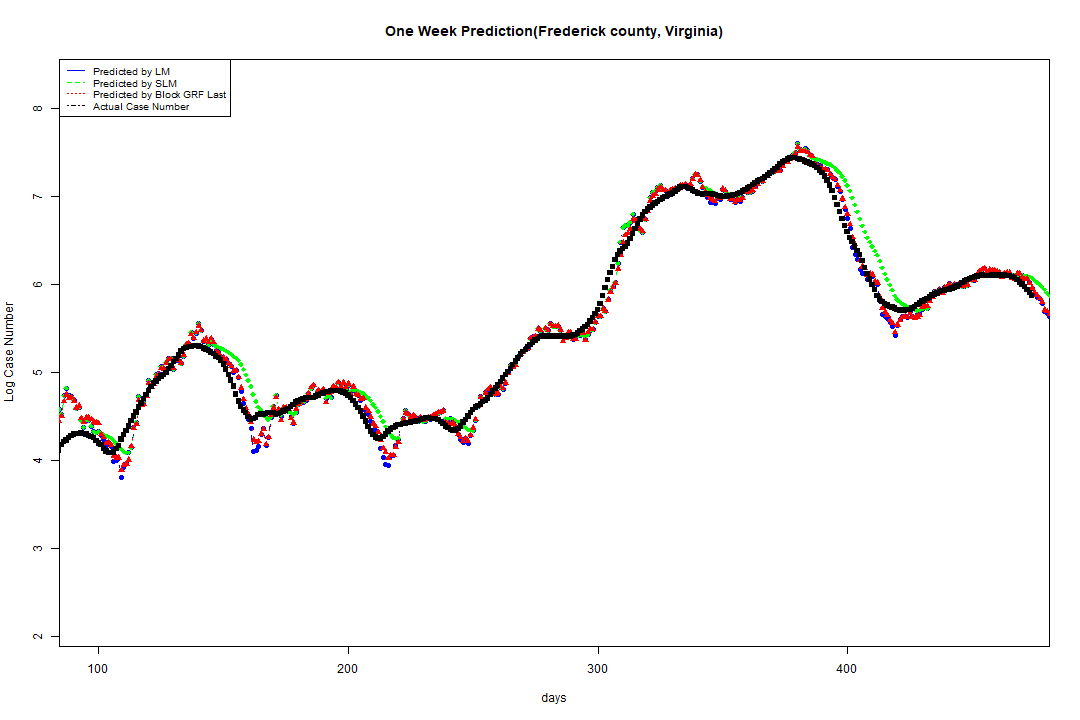 One Week Prediction(Frederick county, Virginia)
Predicted by LM
Predicted by SLM
Predicted by Block GRF Last
Actual Case Number
8
7
6
5
4
3
2
Log Case Number
100 200 300 400
days